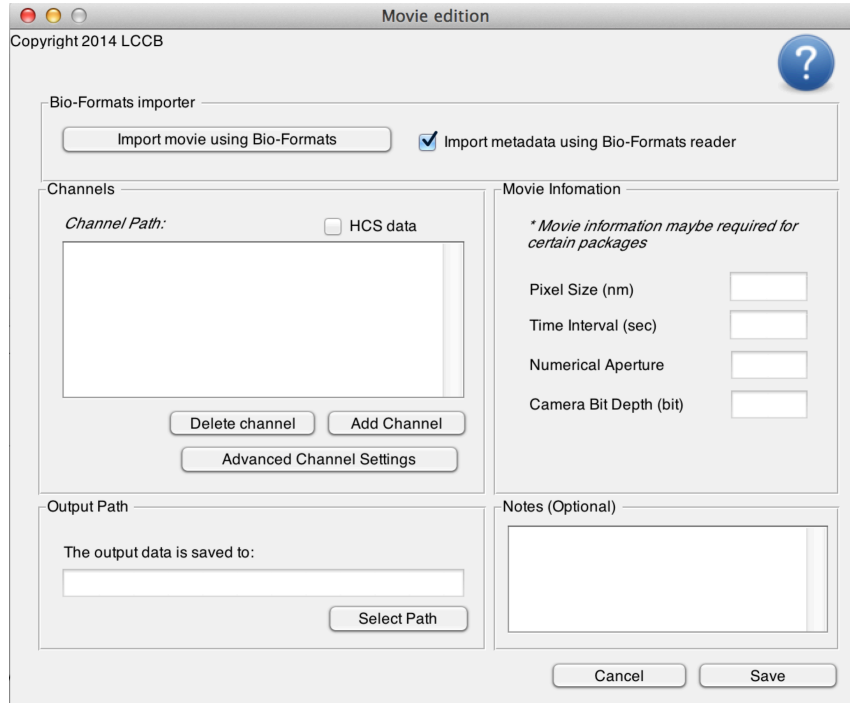 Movie edition
Copyright 2014 LCCB
?
Bio-Formats importer
Import movie using Bio-Formats
Import metadata using Bio-Formats reader
Channels
Channel Path:
HCS data
Delete channel
Add Channel
Advanced Channel Settings
Movie Infomation
* Movie information maybe required for
certain packages
Pixel Size (nm)
Time Interval (sec)
Numerical Aperture
Camera Bit Depth (bit)
Output Path
The output data is saved to:
Select Path
Notes (Optional)
Cancel
Save